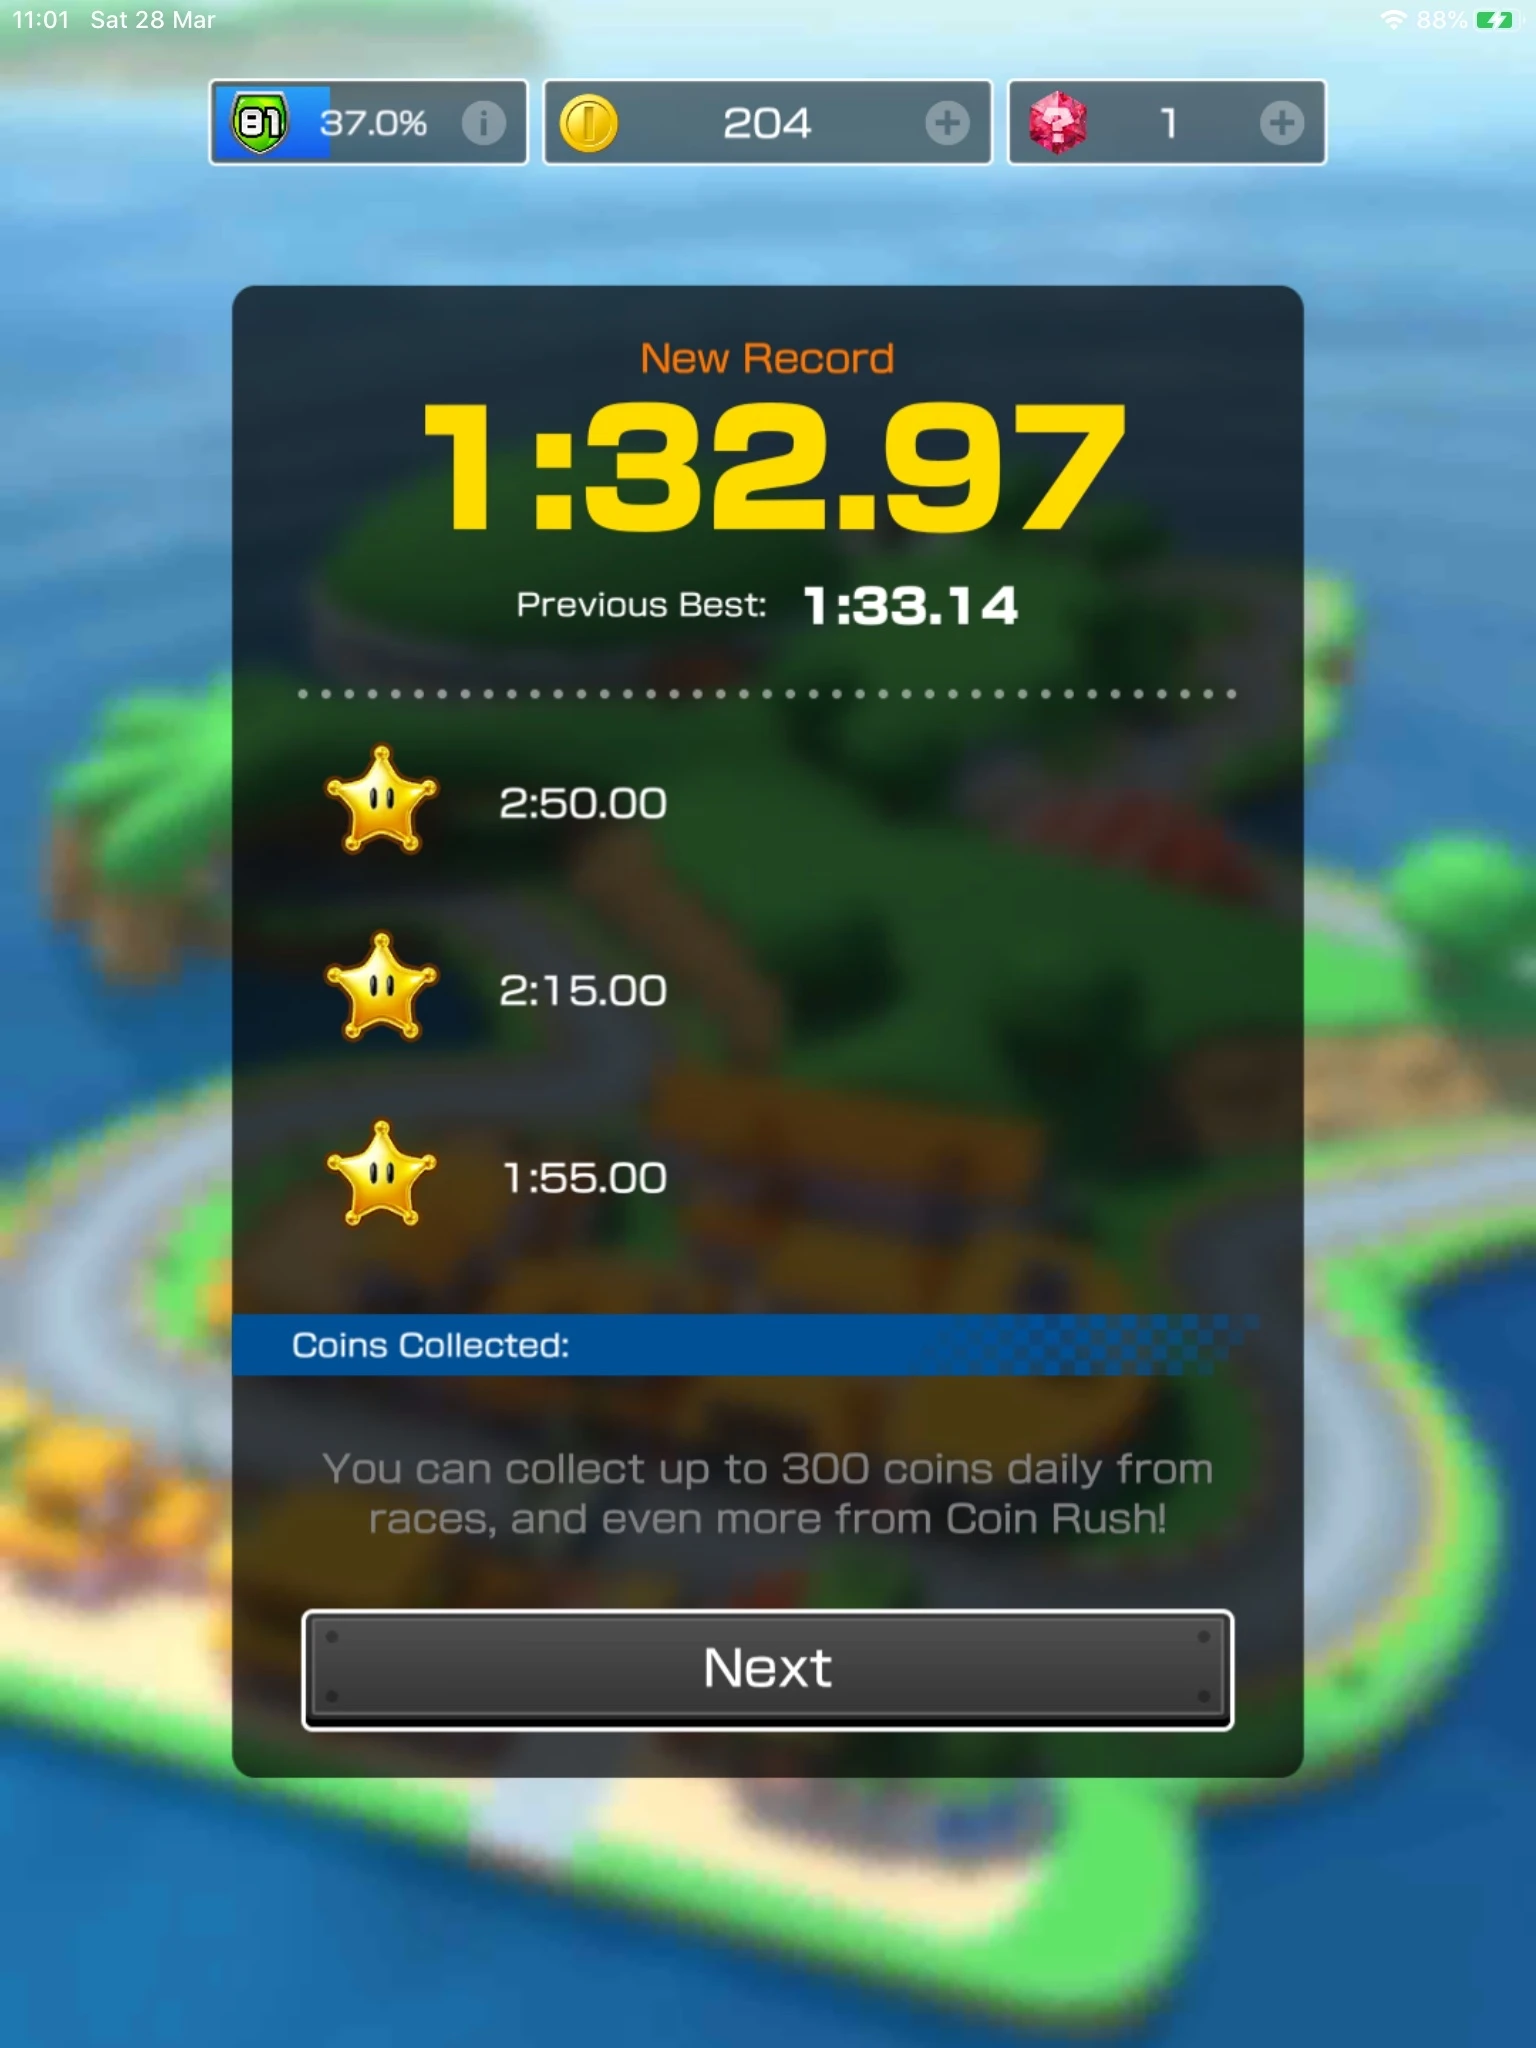 11:01 Sat 28 Mar 88%
81 37.0% i 204 + ? 1 +
New Record
1:32.97
Previous Best: 1:33.14
2:50.00
2:15.00
1:55.00
Coins Collected:
You can collect up to 300 coins daily from
races, and even more from Coin Rush!
Next